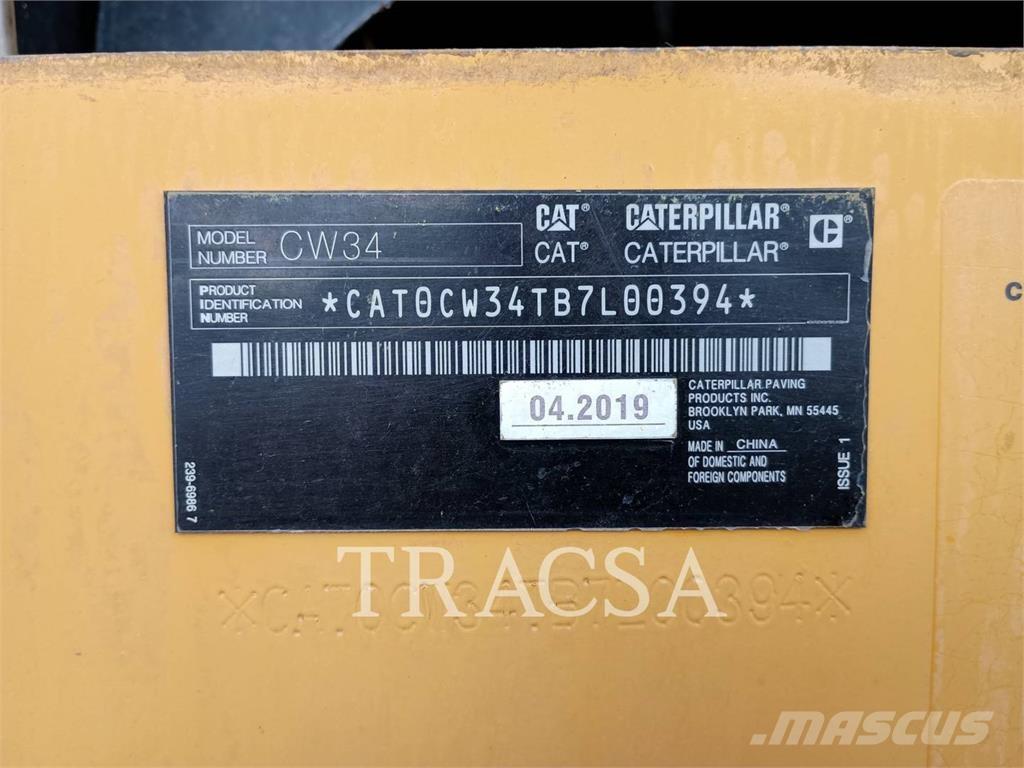 MODEL
NUMBER CW34
CAT® CATERPILLAR®
CAT® CATERPILLAR®
PRODUCT
IDENTIFICATION
NUMBER
*CAT0CW34TB7L00394*
04.2019
CATERPILLAR PAVING
PRODUCTS INC.
BROOKLYN PARK, MN 55445
USA
MADE IN CHINA
OF DOMESTIC AND
FOREIGN COMPONENTS
ISSUE 1
239-6986 7
TRACSA
*CAT0CW34TB7L00394*
C
MASCUS